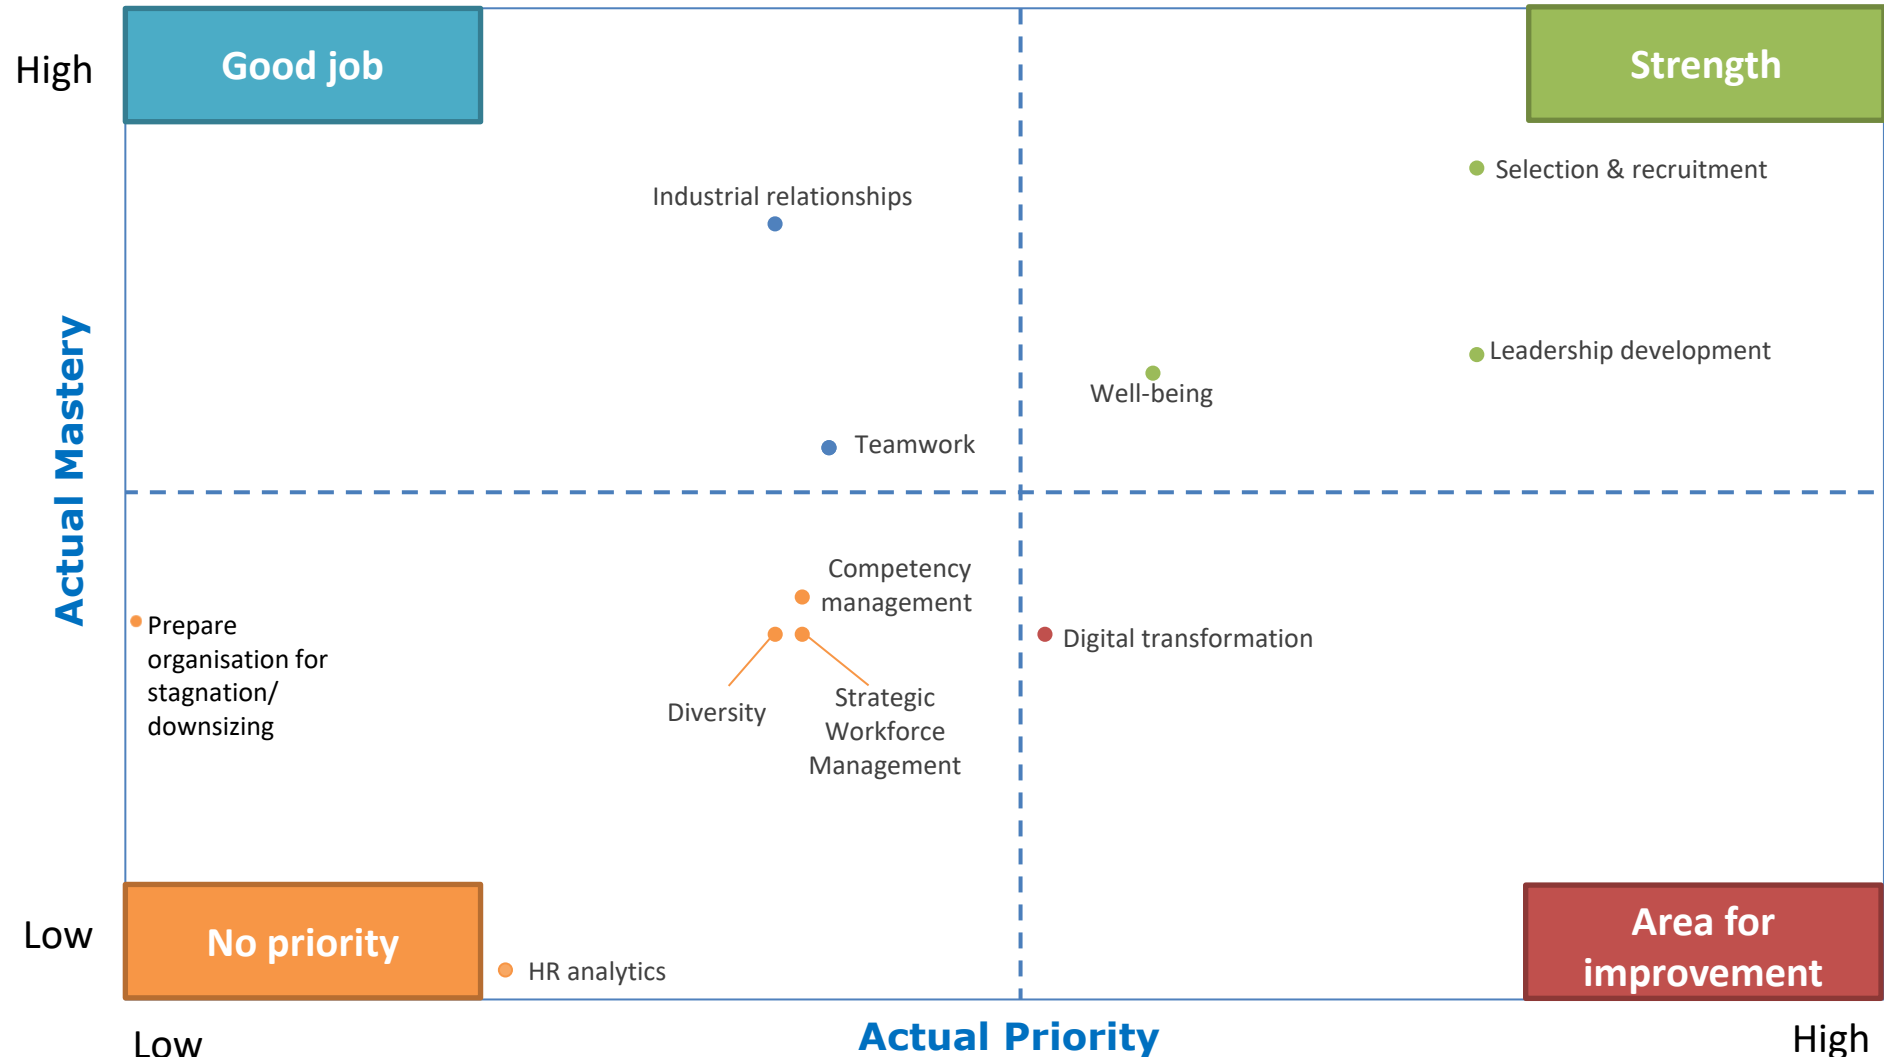 High
Good job
Strength
Selection & recruitment
Industrial relationships
Leadership development
Well-being
Teamwork
Actual Mastery
Competency
management
Prepare
organisation for
stagnation/
downsizing
Digital transformation
Diversity
Strategic
Workforce
Management
Low
No priority
HR analytics
Area for
improvement
Low
Actual Priority
High